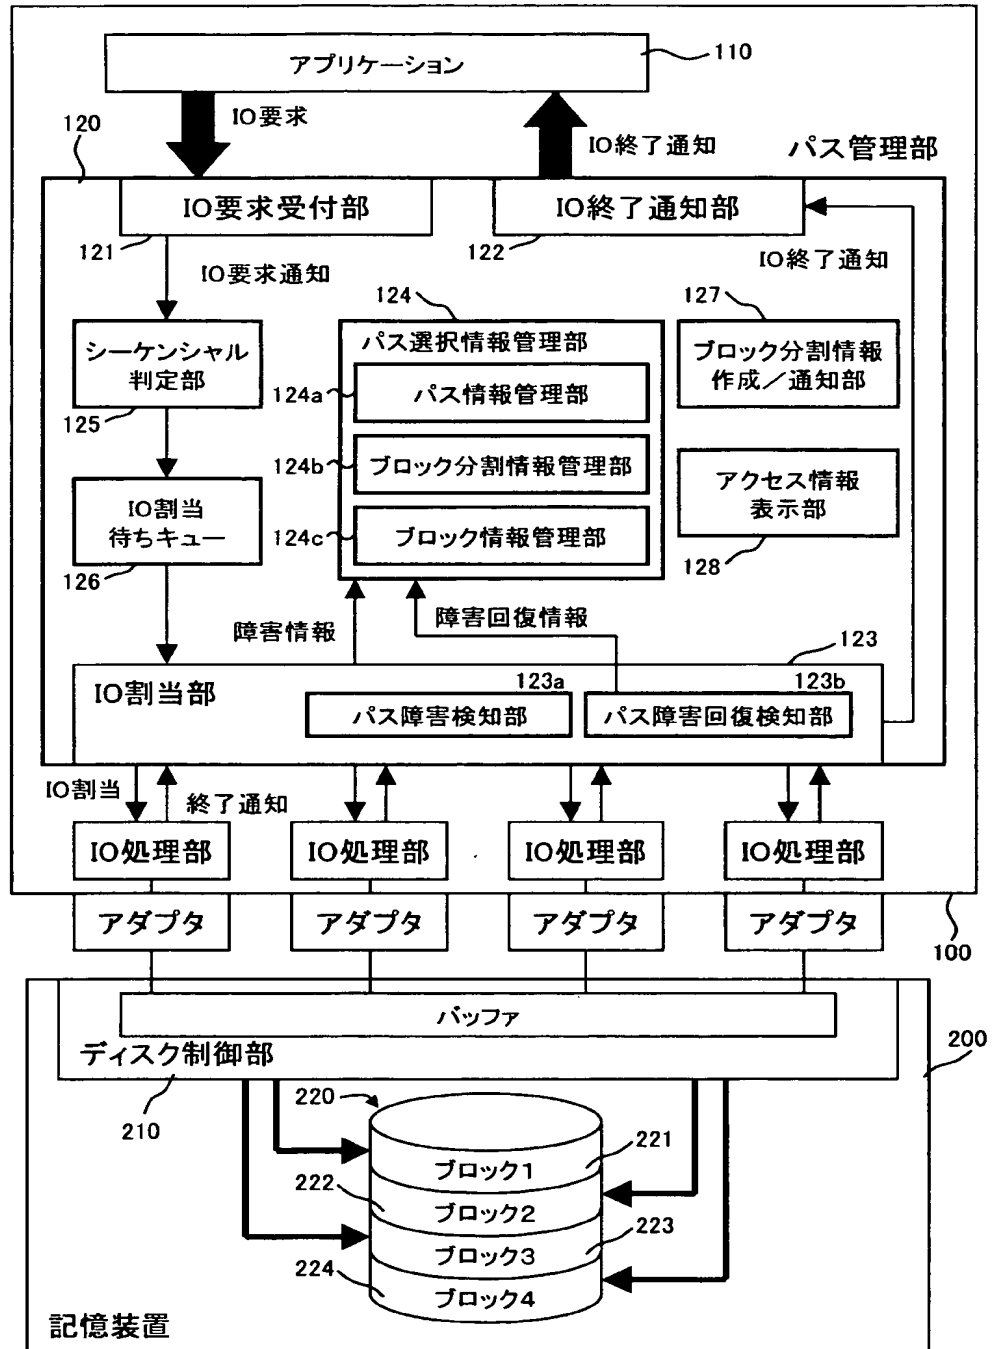 アプリケーション
110
IO要求
120
IO終了通知
パス管理部
IO要求受付部
IO終了通知部
121
122
IO要求通知
IO終了通知
124
127
シーケンシャル
判定部
125
パス選択情報管理部
124a
パス情報管理部
124b
ブロック分割情報管理部
124c
ブロック情報管理部
ブロック分割情報
作成／通知部
アクセス情報
表示部
128
IO割当
待ちキュー
126
障害情報
障害回復情報
123
IO割当部
123a
パス障害検知部
123b
パス障害回復検知部
IO割当
終了通知
IO処理部
IO処理部
IO処理部
IO処理部
アダプタ
アダプタ
アダプタ
アダプタ
100
バッファ
ディスク制御部
200
210
220
221
ブロック1
222
ブロック2
223
ブロック3
224
ブロック4
記憶装置